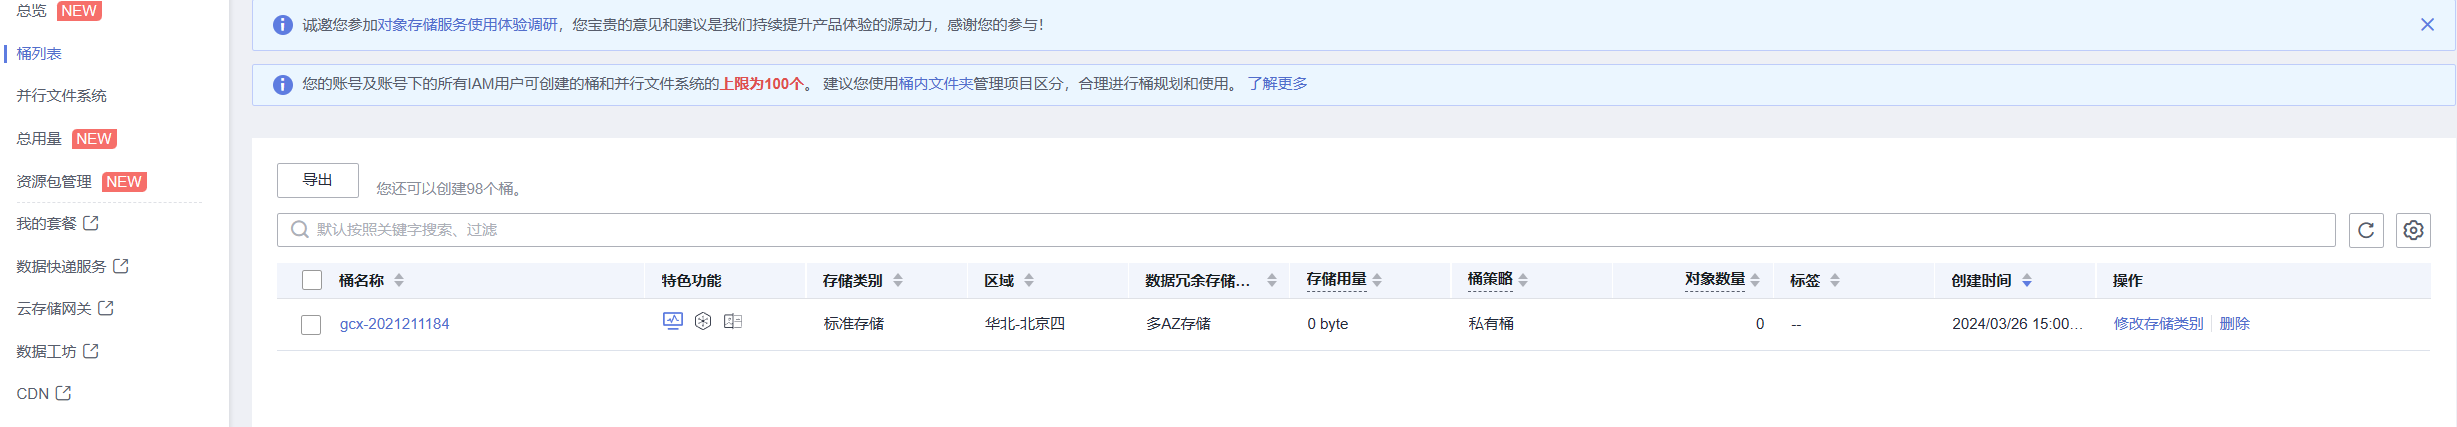 总览 NEW
桶列表
并行文件系统
总用量 NEW
资源包管理 NEW
我的套餐
数据快递服务
云存储网关
数据工坊
CDN
诚邀您参加对象存储服务使用体验调研，您宝贵的意见和建议是我们持续提升产品体验的源动力，感谢您的参与！
您的账号及账号下的所有IAM用户可创建的桶和并行文件系统的上限为100个。 建议您使用桶内文件夹管理项目区分，合理进行桶规划和使用。 了解更多
导出 您还可以创建98个桶。
默认按照关键字搜索、过滤
桶名称 特色功能 存储类别 区域 数据冗余存储... 存储用量 桶策略 对象数量 标签 创建时间 操作
gcx-2021211184 标准存储 华北-北京四 多AZ存储 0 byte 私有桶 0 -- 2024/03/26 15:00... 修改存储类别 删除